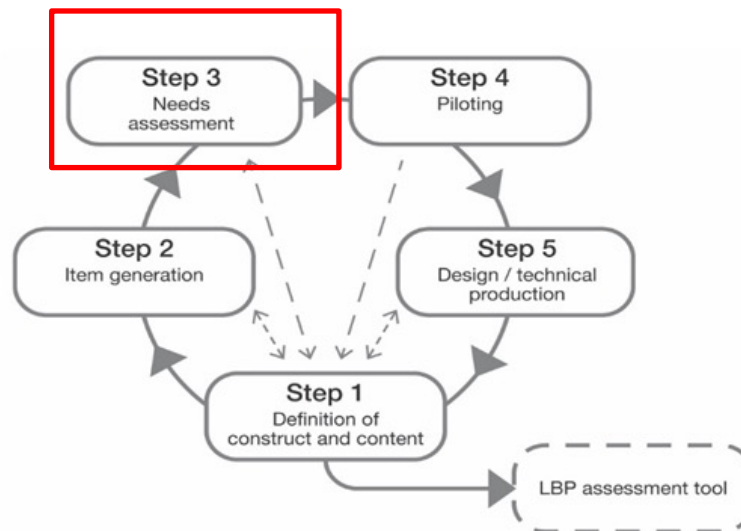 Step 3
Needs
assessment
Step 4
Piloting
Step 2
Item generation
Step 5
Design / technical
production
Step 1
Definition of
construct and content
LBP assessment tool